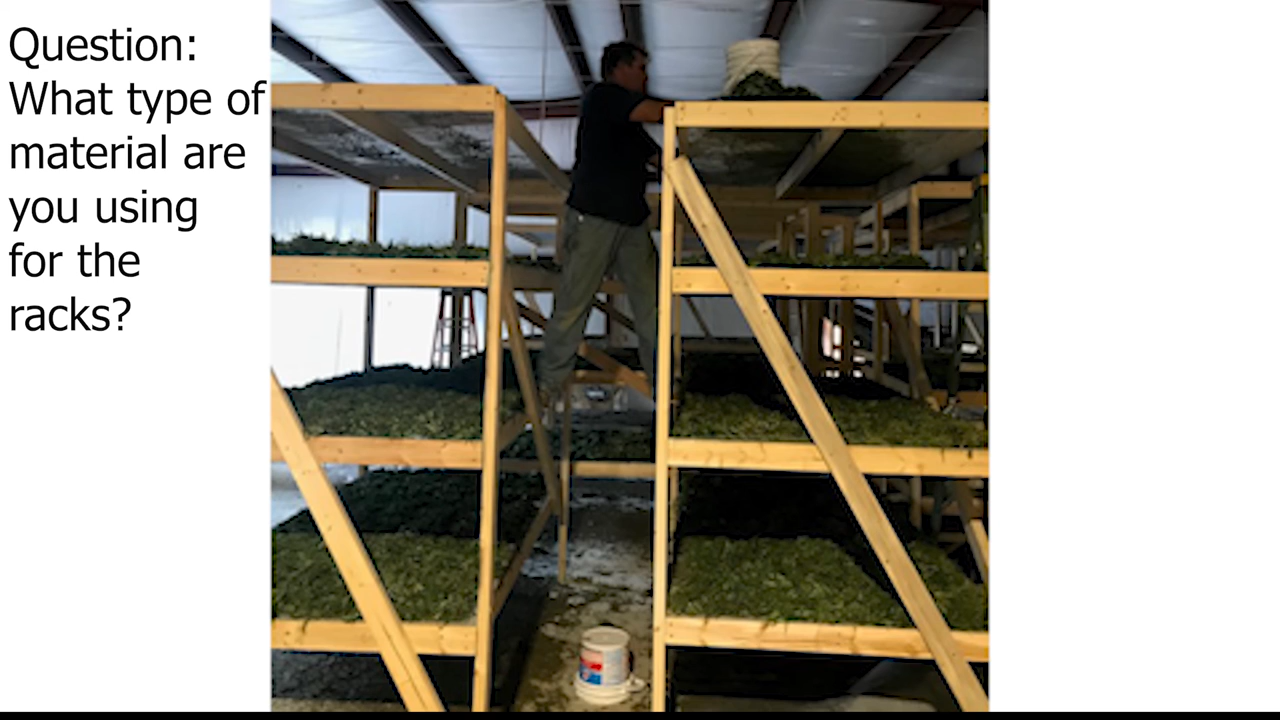 Question:
What type of
material are
you using
for the
racks?